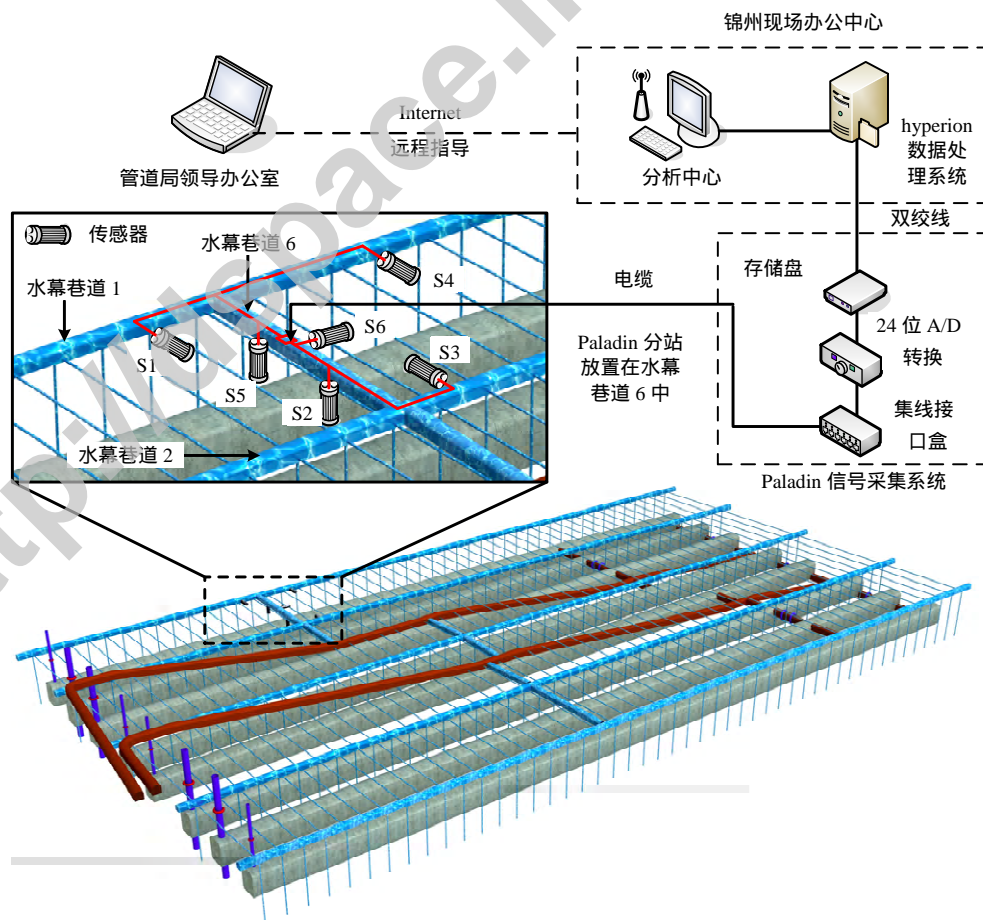 锦州现场办公中心
Internet
远程指导
管道局领导办公室
分析中心
hyperion
数据处
理系统
双绞线
传感器
水幕巷道 6
水幕巷道 1
S4
S6
S3
S1
S5
S2
水幕巷道 2
电缆
Paladin 分站
放置在水幕
巷道 6 中
存储盘
24 位 A/D
转换
集线接
口盒
Paladin 信号采集系统